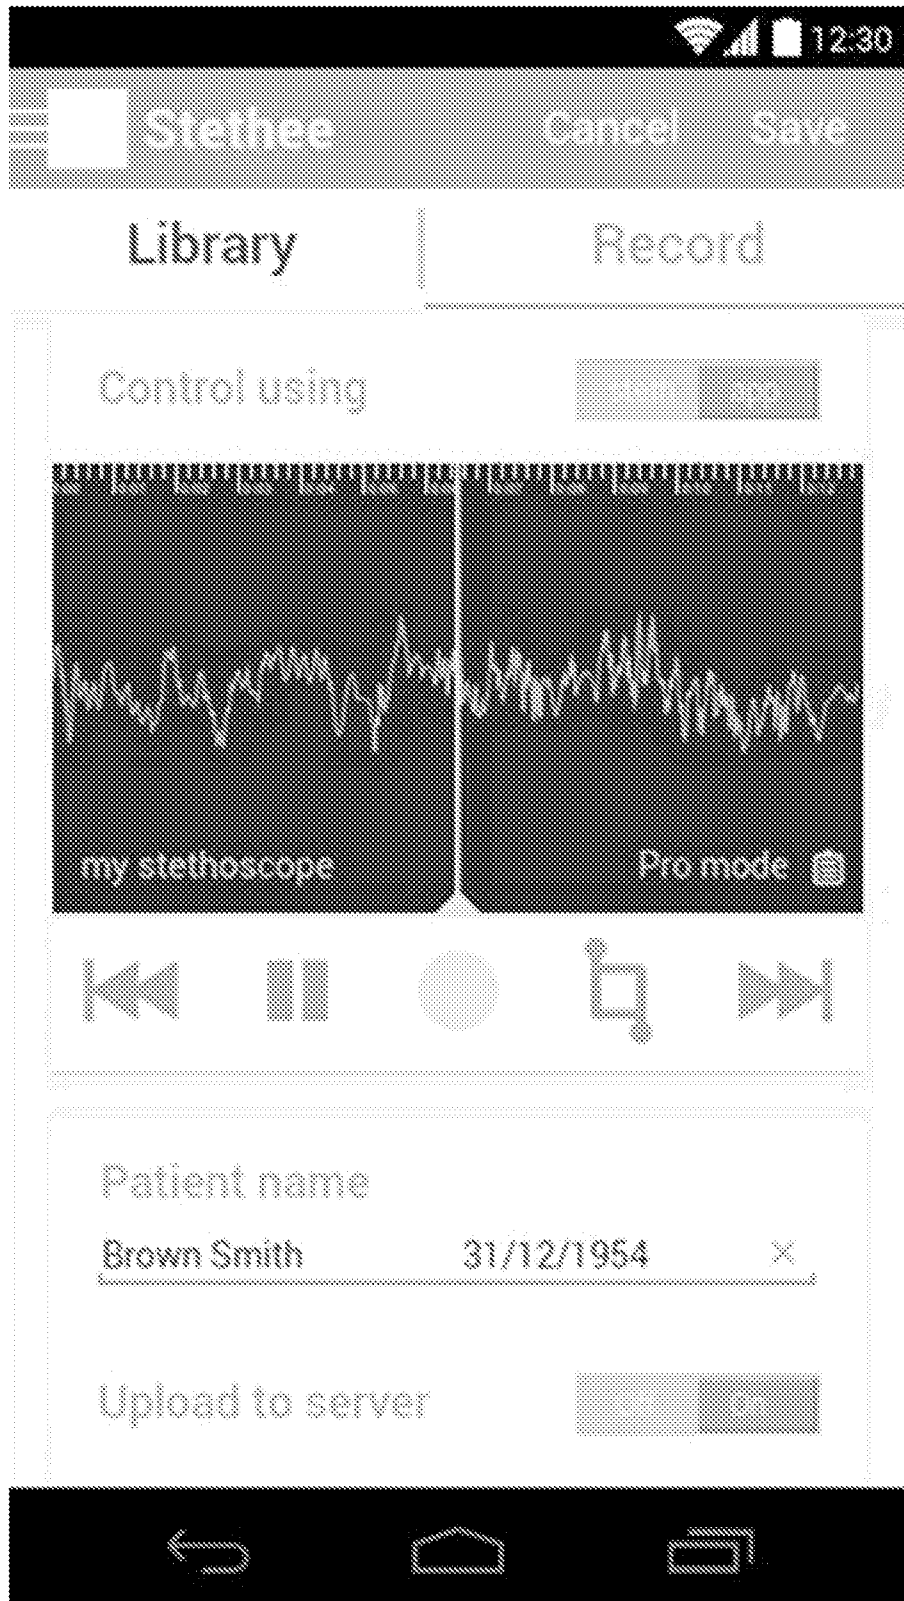 12:30
Stethee Cancel Save
Library Record
Control using
my stethoscope Pro mode
Patient name
Brown Smith 31/12/1954 ×
Upload to server